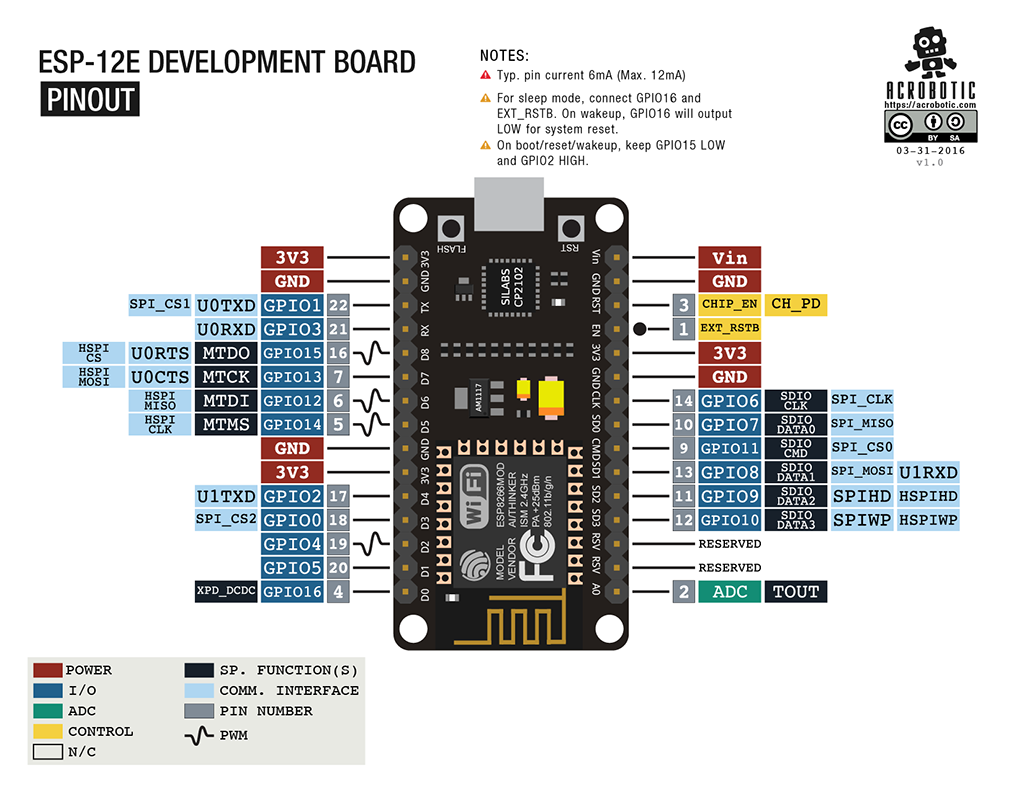 ESP-12E DEVELOPMENT BOARD
PINOUT
NOTES:
Typ. pin current 6mA (Max. 12mA)
For sleep mode, connect GPIO16 and
EXT_RSTB. On wakeup, GPIO16 will output
LOW for system reset.
On boot/reset/wakeup, keep GPIO15 LOW
and GPIO2 HIGH.
ACROBOTIC
https://acrobotic.com
CC BY SA
03-31-2016
v1.0
FLASH
RST
SILABS
CP2102
AM1117
3V3 3V3
GND GND
SPI_CS1 U0TXD GPIO1 22 TX
U0RXD GPIO3 21 RX
HSPI CS U0RTS MTDO GPIO15 16 D8
HSPI MOSI U0CTS MTCK GPIO13 7 D7
HSPI MISO MTDI GPIO12 6 D6
HSPI CLK MTMS GPIO14 5 D5
GND GND
3V3 3V3
U1TXD GPIO2 17 D4
SPI_CS2 GPIO0 18 D3
GPIO4 19 D2
GPIO5 20 D1
XPD_DCDC GPIO16 4 D0
Vin Vin
GND GND
RST 3 CHIP_EN CH_PD
EN 1 EXT_RSTB
3V3 3V3
GND GND
CLK 14 GPIO6 SDIO CLK SPI_CLK
SD0 10 GPIO7 SDIO DATA0 SPI_MISO
CMD 9 GPIO11 SDIO CMD SPI_CS0
SD1 13 GPIO8 SDIO DATA1 SPI_MOSI U1RXD
SD2 11 GPIO9 SDIO DATA2 SPIHD HSPIHD
SD3 12 GPIO10 SDIO DATA3 SPIWP HSPIWP
RSV RESERVED
RSV RESERVED
A0 2 ADC TOUT
WiFi
ESP8266MOD
AI/THINKER
ISM 2.4GHz
PA +25dBm
802.11b/g/n
MODEL
VENDOR
FC
POWER
I/O
ADC
CONTROL
N/C
SP. FUNCTION(S)
COMM. INTERFACE
PIN NUMBER
PWM